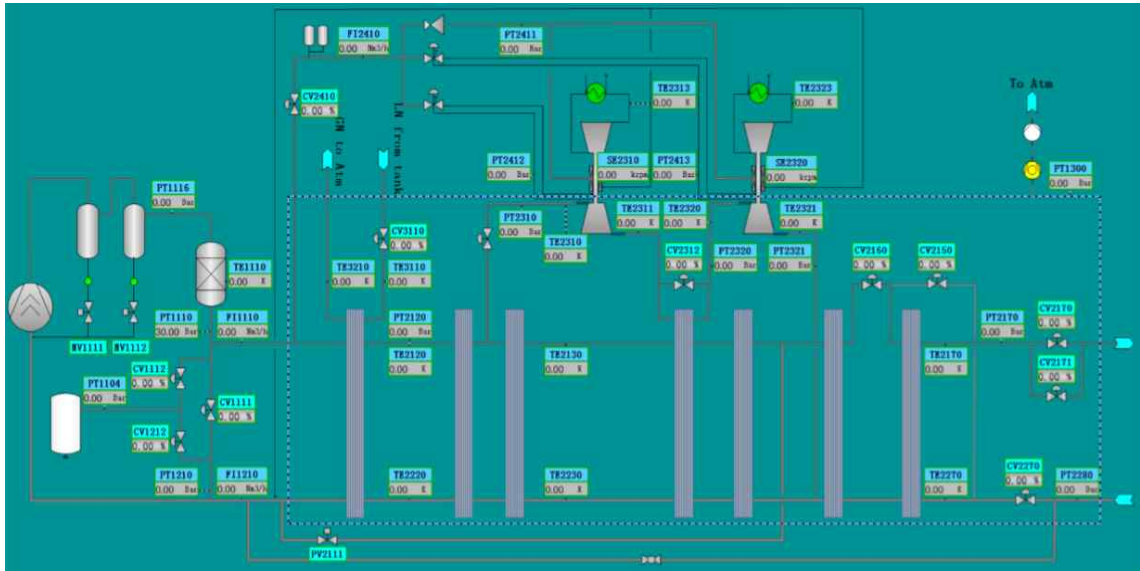 FI2410
0.00 Nm3/h
PT2411
0.00 Bar
CV2410
0.00 %
GN to Atm
LN from tank
TE2313
0.00 K
TE2323
0.00 K
To Atm
PT1116
0.00 Bar
PT2412
0.00 Bar
SE2310
0.00 krpm
PT2413
0.00 Bar
SE2320
0.00 krpm
PT1300
0.00 Bar
PT2310
0.00 Bar
TE2311
0.00 K
TE2320
0.00 K
TE2321
0.00 K
CV3110
0.00 %
TE2310
0.00 K
TE1110
0.00 K
TE3210
0.00 K
TE3110
0.00 K
CV2312
0.00 %
PT2320
0.00 Bar
PT2321
0.00 Bar
CV2160
0.00 %
CV2150
0.00 %
PT1110
30.00 Bar
FI1110
0.00 Nm3/h
PT2120
0.00 Bar
PT2170
0.00 Bar
CV2170
0.00 %
MV1111
MV1112
TE2120
0.00 K
TE2130
0.00 K
TE2170
0.00 K
CV2171
0.00 %
CV1112
0.00 %
PT1104
0.00 Bar
CV1111
0.00 %
CV1212
0.00 %
PT1210
0.00 Bar
FI1210
0.00 Nm3/h
TE2220
0.00 K
TE2230
0.00 K
TE2270
0.00 K
CV2270
0.00 %
PT2280
0.00 Bar
PV2111